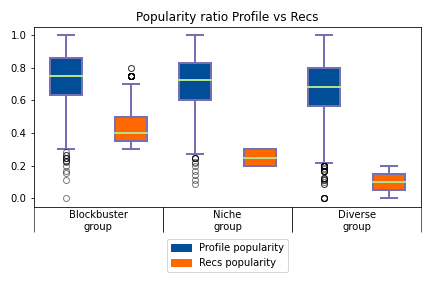 Popularity ratio Profile vs Recs
1.0
0.8
0.6
0.4
0.2
0.0
Blockbuster
group
Niche
group
Diverse
group
Profile popularity
Recs popularity